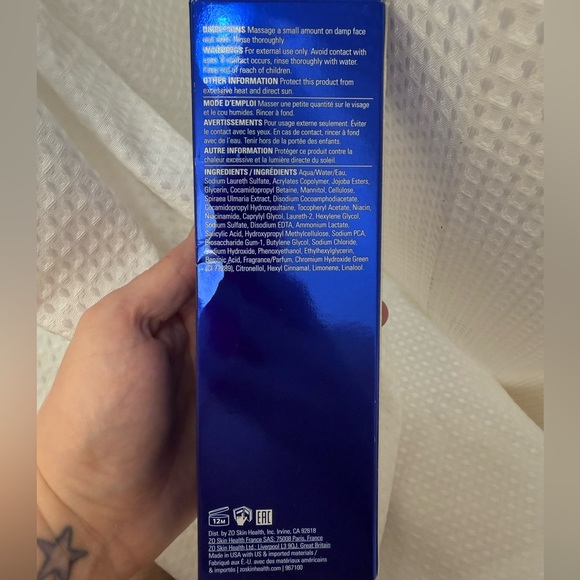 DIRECTIONS Massage a small amount on damp face
and neck. Rinse thoroughly.
WARNINGS For external use only. Avoid contact with
eyes. If contact occurs, rinse thoroughly with water.
Keep out of reach of children.
OTHER INFORMATION Protect this product from
excessive heat and direct sun.
MODE D'EMPLOI Masser une petite quantité sur le visage
et le cou humides. Rincer à fond.
AVERTISSEMENTS Pour usage externe seulement. Éviter
le contact avec les yeux. En cas de contact, rincer à fond
avec de l'eau. Tenir hors de la portée des enfants.
AUTRE INFORMATION Protéger ce produit contre la
chaleur excessive et la lumière directe du soleil.
INGREDIENTS / INGRÉDIENTS Aqua/Water/Eau,
Sodium Laureth Sulfate, Acrylates Copolymer, Jojoba Esters,
Glycerin, Cocamidopropyl Betaine, Mannitol, Cellulose,
Spiraea Ulmaria Extract, Disodium Cocoamphodiacetate,
Cocamidopropyl Hydroxysultaine, Tocopheryl Acetate, Niacin,
Niacinamide, Caprylyl Glycol, Laureth-2, Hexylene Glycol,
Sodium Sulfate, Disodium EDTA, Ammonium Lactate,
Salicylic Acid, Hydroxypropyl Methylcellulose, Sodium PCA,
Biosaccharide Gum-1, Butylene Glycol, Sodium Chloride,
Sodium Hydroxide, Phenoxyethanol, Ethylhexylglycerin,
Benzoic Acid, Fragrance/Parfum, Chromium Hydroxide Green
(CI 77289), Citronellol, Hexyl Cinnamal, Limonene, Linalool.
12M EAC
Dist. by ZO Skin Health, Inc. Irvine, CA 92618
ZO Skin Health France SAS; 75008 Paris, France
ZO Skin Health Ltd.; Liverpool L3 9QJ, Great Britain
Made in USA with US & imported materials /
Fabriqué aux É.-U. avec des matériaux américains
& importés | zoskinhealth.com | 967100